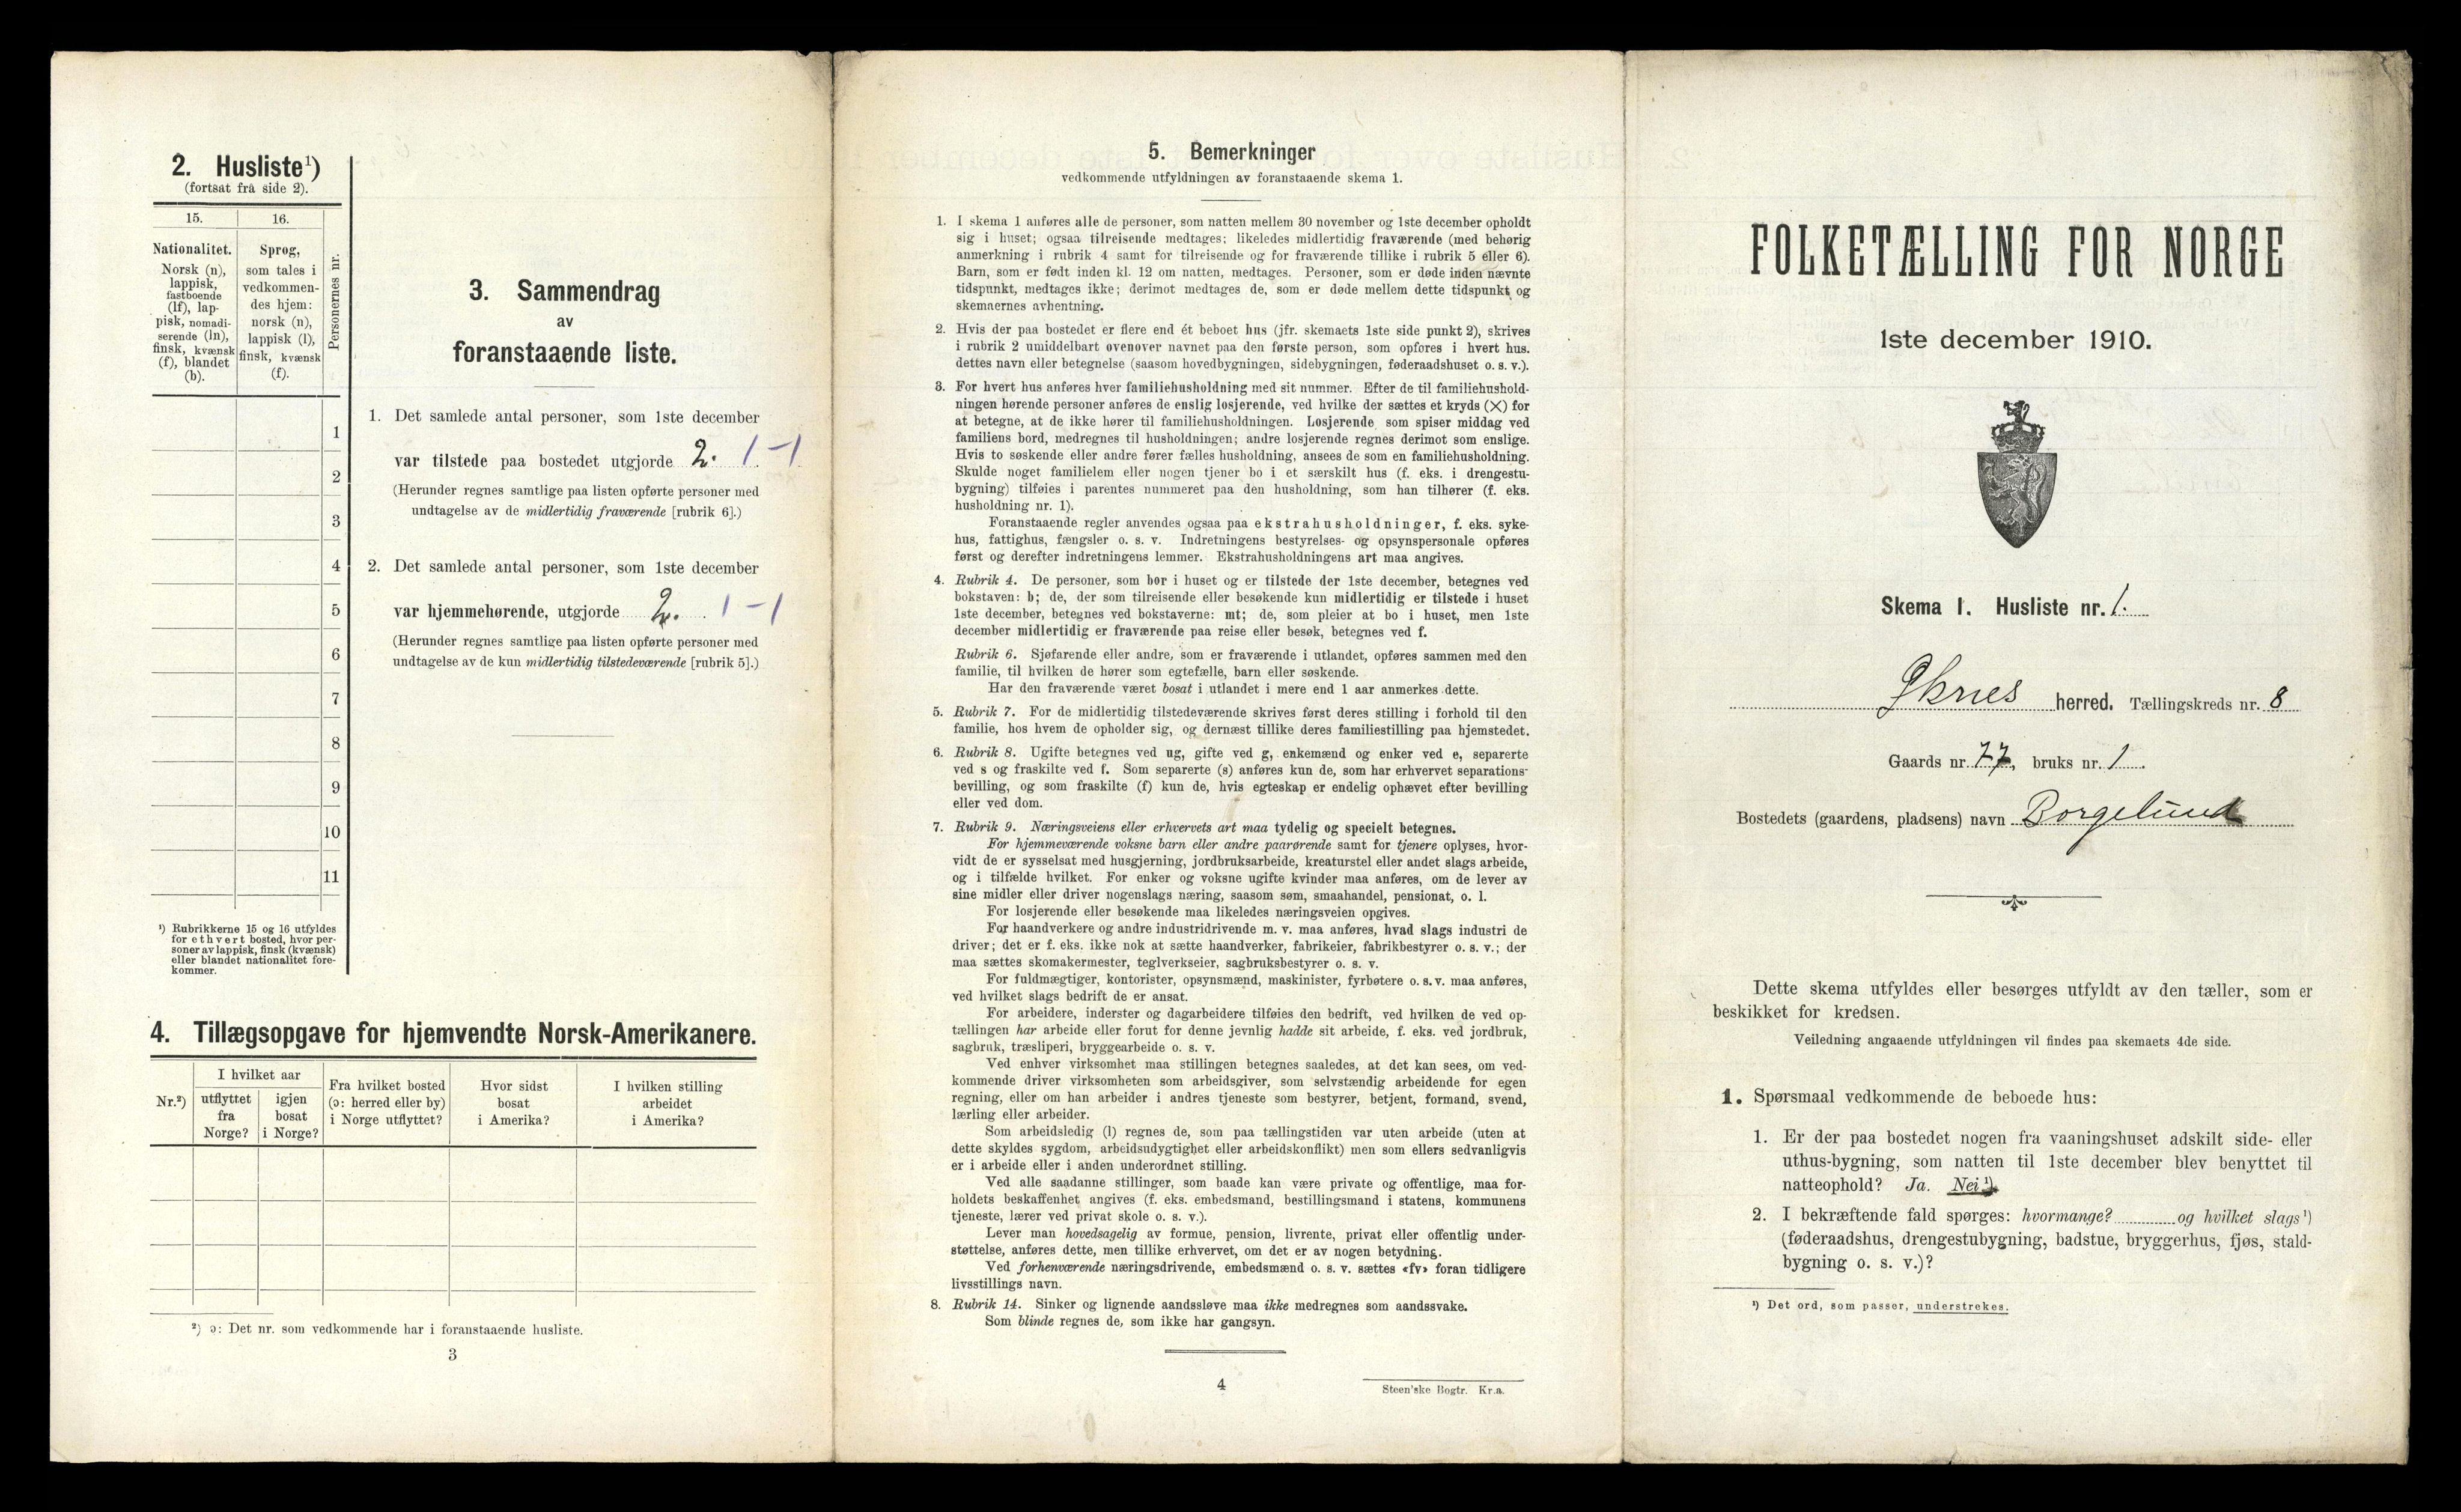 2. Husliste¹)
(fortsat fra side 2).
15.
16.
Personernes nr.
Nationalitet.
Norsk (n),
lappisk,
fastboende
(lf), lap-
pisk, nomadi-
serende (ln),
finsk, kvænsk
(f), blandet
(b).
Sprog,
som tales i
vedkommen-
des hjem:
norsk (n),
lappisk (l),
finsk, kvænsk
(f).
1
2
3
4
5
6
7
8
9
10
11
¹) Rubrikkerne 15 og 16 utfyldes
for ethvert bosted, hvor per-
soner av lappisk, finsk (kvænsk)
eller blandet nationalitet fore-
kommer.
3. Sammendrag
av
foranstaaende liste.
1. Det samlede antal personer, som 1ste december
var tilstede paa bostedet utgjorde 2. 1-1
(Herunder regnes samtlige paa listen opførte personer med
undtagelse av de midlertidig fraværende [rubrik 6].)
2. Det samlede antal personer, som 1ste december
var hjemmehørende, utgjorde 2. 1-1
(Herunder regnes samtlige paa listen opførte personer med
undtagelse av de kun midlertidig tilstedeværende [rubrik 5].)
4. Tillægsopgave for hjemvendte Norsk-Amerikanere.
Nr.²)
I hvilket aar
utflyttet
fra
Norge?
igjen
bosat
i Norge?
Fra hvilket bosted
(ɔ: herred eller by)
i Norge utflyttet?
Hvor sidst
bosat
i Amerika?
I hvilken stilling
arbeidet
i Amerika?
²) ɔ: Det nr. som vedkommende har i foranstaaende husliste.
3
5. Bemerkninger
vedkommende utfyldningen av foranstaaende skema 1.
1. I skema 1 anføres alle de personer, som natten mellem 30 november og 1ste december opholdt
sig i huset; ogsaa tilreisende medtages; likeledes midlertidig fraværende (med behørig
anmerkning i rubrik 4 samt for tilreisende og for fraværende tillike i rubrik 5 eller 6).
Barn, som er født inden kl. 12 om natten, medtages. Personer, som er døde inden nævnte
tidspunkt, medtages ikke; derimot medtages de, som er døde mellem dette tidspunkt og
skemaernes avhentning.
2. Hvis der paa bostedet er flere end ét beboet hus (jfr. skemaets 1ste side punkt 2), skrives
i rubrik 2 umiddelbart ovenover navnet paa den første person, som opføres i hvert hus.
dettes navn eller betegnelse (saasom hovedbygningen, sidebygningen, føderaadshuset o. s. v.).
3. For hvert hus anføres hver familiehusholdning med sit nummer. Efter de til familiehushold-
ningen hørende personer anføres de enslig losjerende, ved hvilke der sættes et kryds (X) for
at betegne, at de ikke hører til familiehusholdningen. Losjerende som spiser middag ved
familiens bord, medregnes til husholdningen; andre losjerende regnes derimot som enslige.
Hvis to søskende eller andre fører fælles husholdning, ansees de som en familiehusholdning.
Skulde noget familielem eller nogen tjener bo i et særskilt hus (f. eks. i drengestu-
bygning) tilføies i parentes nummeret paa den husholdning, som han tilhører (f. eks.
husholdning nr. 1).
Foranstaaende regler anvendes ogsaa paa ekstrahusholdninger, f. eks. syke-
hus, fattighus, fængsler o. s. v. Indretningens bestyrelses- og opsynspersonale opføres
først og derefter indretningens lemmer. Ekstrahusholdningens art maa angives.
4. Rubrik 4. De personer, som bor i huset og er tilstede der 1ste december, betegnes ved
bokstaven: b; de, der som tilreisende eller besøkende kun midlertidig er tilstede i huset
1ste december, betegnes ved bokstaverne: mt; de, som pleier at bo i huset, men 1ste
december midlertidig er fraværende paa reise eller besøk, betegnes ved f.
Rubrik 6. Sjøfarende eller andre, som er fraværende i utlandet, opføres sammen med den
familie, til hvilken de hører som egtefælle, barn eller søskende.
Har den fraværende været bosat i utlandet i mere end 1 aar anmerkes dette.
5. Rubrik 7. For de midlertidig tilstedeværende skrives først deres stilling i forhold til den
familie, hos hvem de opholder sig, og dernæst tillike deres familiestilling paa hjemstedet.
6. Rubrik 8. Ugifte betegnes ved ug, gifte ved g, enkemænd og enker ved e, separerte
ved s og fraskilte ved f. Som separerte (s) anføres kun de, som har erhvervet separations-
bevilling, og som fraskilte (f) kun de, hvis egteskap er endelig ophævet efter bevilling
eller ved dom.
7. Rubrik 9. Næringsveiens eller erhvervets art maa tydelig og specielt betegnes.
For hjemmeværende voksne barn eller andre paarørende samt for tjenere oplyses, hvor-
vidt de er sysselsat med husgjerning, jordbruksarbeide, kreaturstel eller andet slags arbeide,
og i tilfælde hvilket. For enker og voksne ugifte kvinder maa anføres, om de lever av
sine midler eller driver nogenslags næring, saasom søm, smaahandel, pensionat, o. l.
For losjerende eller besøkende maa likeledes næringsveien opgives.
For haandverkere og andre industridrivende m. v. maa anføres, hvad slags industri de
driver; det er f. eks. ikke nok at sætte haandverker, fabrikeier, fabrikbestyrer o. s. v.; der
maa sættes skomakermester, teglverkseier, sagbruksbestyrer o. s. v.
For fuldmægtiger, kontorister, opsynsmænd, maskinister, fyrbøtere o. s. v. maa anføres,
ved hvilket slags bedrift de er ansat.
For arbeidere, inderster og dagarbeidere tilføies den bedrift, ved hvilken de ved op-
tællingen har arbeide eller forut for denne jevnlig hadde sit arbeide, f. eks. ved jordbruk,
sagbruk, træsliperi, bryggearbeide o. s. v.
Ved enhver virksomhet maa stillingen betegnes saaledes, at det kan sees, om ved-
kommende driver virksomheten som arbeidsgiver, som selvstændig arbeidende for egen
regning, eller om han arbeider i andres tjeneste som bestyrer, betjent, formand, svend,
lærling eller arbeider.
Som arbeidsledig (l) regnes de, som paa tællingstiden var uten arbeide (uten at
dette skyldes sygdom, arbeidsudygtighet eller arbeidskonflikt) men som ellers sedvanligvis
er i arbeide eller i anden underordnet stilling.
Ved alle saadanne stillinger, som baade kan være private og offentlige, maa for-
holdets beskaffenhet angives (f. eks. embedsmand, bestillingsmand i statens, kommunens
tjeneste, lærer ved privat skole o. s. v.).
Lever man hovedsagelig av formue, pension, livrente, privat eller offentlig under-
støttelse, anføres dette, men tillike erhvervet, om det er av nogen betydning.
Ved forhenværende næringsdrivende, embedsmænd o. s. v. sættes «fv» foran tidligere
livsstillings navn.
8. Rubrik 14. Sinker og lignende aandssløve maa ikke medregnes som aandssvake.
Som blinde regnes de, som ikke har gangsyn.
4
Steen'ske Bogtr. Kr.a.
FOLKETÆLLING FOR NORGE
1ste december 1910.
Skema 1. Husliste nr. 1.
herred. Tællingskreds nr. 8
Gaards nr. 77, bruks nr. 1
Bostedets (gaardens, pladsens) navn Borgelund
Dette skema utfyldes eller besørges utfyldt av den tæller, som er
beskikket for kredsen.
Veiledning angaaende utfyldningen vil findes paa skemaets 4de side.
1. Spørsmaal vedkommende de beboede hus:
1. Er der paa bostedet nogen fra vaaningshuset adskilt side- eller
uthus-bygning, som natten til 1ste december blev benyttet til
natteophold? Ja. Nei¹).
2. I bekræftende fald spørges: hvormange? og hvilket slags¹)
(føderaadshus, drengestubygning, badstue, bryggerhus, fjøs, stald-
bygning o. s. v.)?
¹) Det ord, som passer, understrekes.